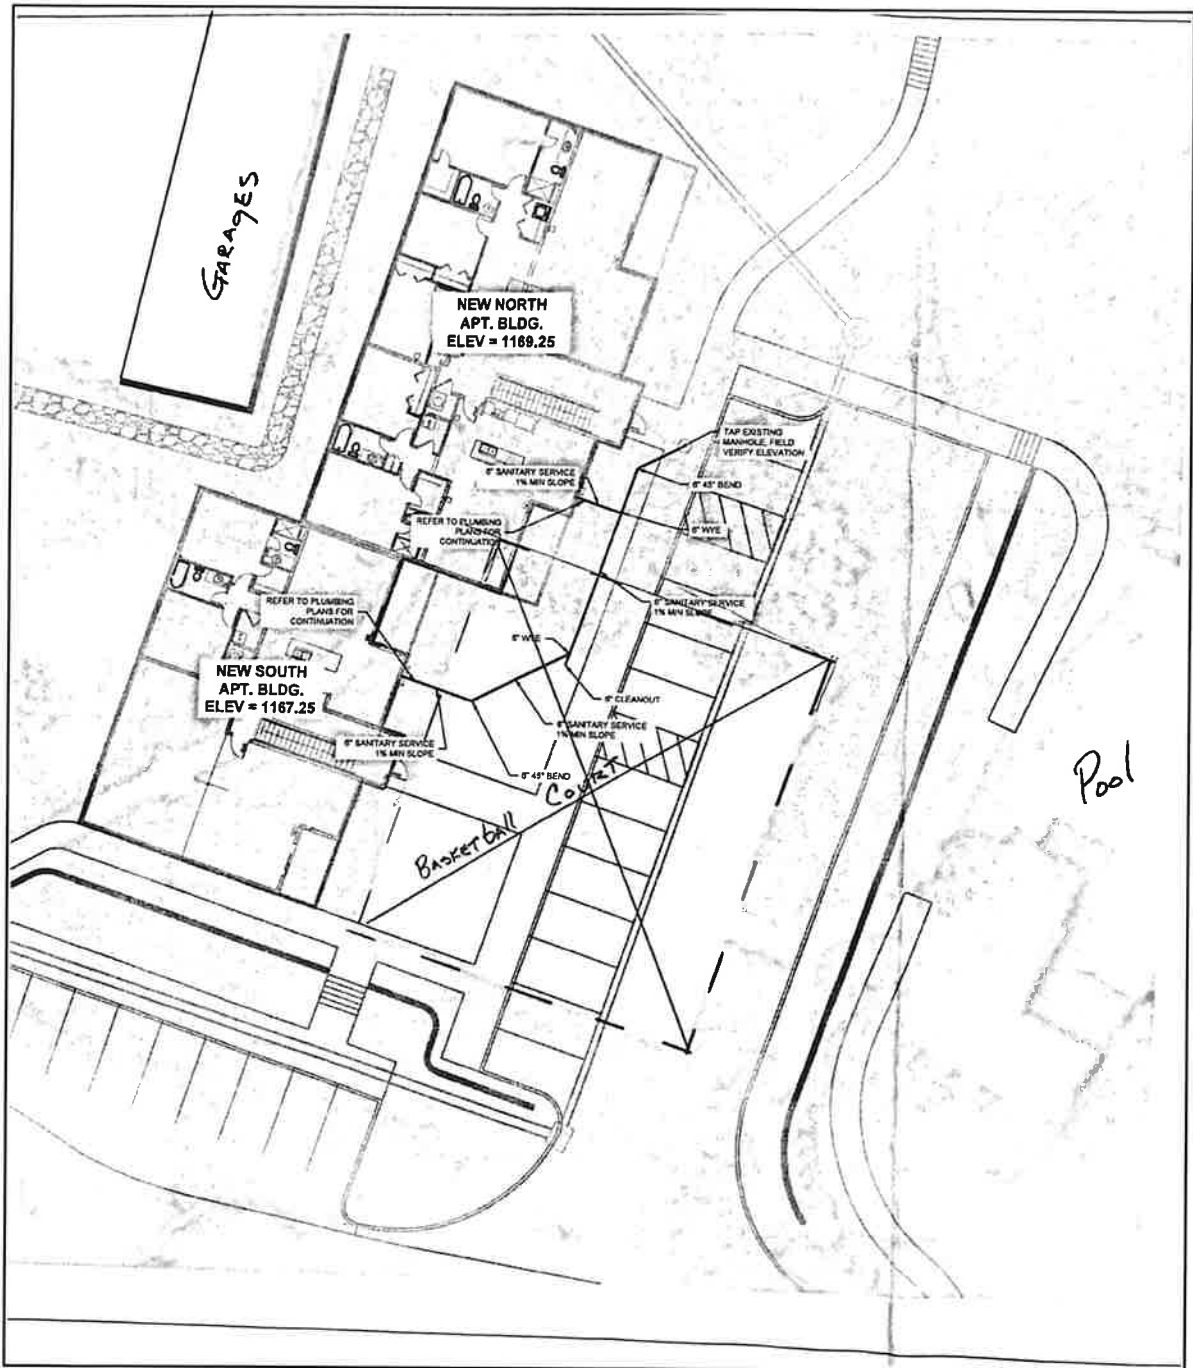 GARAGES
NEW NORTH
APT. BLDG.
ELEV = 1169.25
TAP EXISTING
MANHOLE, FIELD
VERIFY ELEVATION
6" SANITARY SERVICE
1% MIN SLOPE
6" 45° BEND
REFER TO PLUMBING
PLANS FOR
CONTINUATION
6" WYE
REFER TO PLUMBING
PLANS FOR
CONTINUATION
6" SANITARY SERVICE
1% MIN SLOPE
6" WYE
NEW SOUTH
APT. BLDG.
ELEV = 1167.25
6" CLEANOUT
6" SANITARY SERVICE
1% MIN SLOPE
6" SANITARY SERVICE
1% MIN SLOPE
6" 45° BEND
Basketball Court
Pool